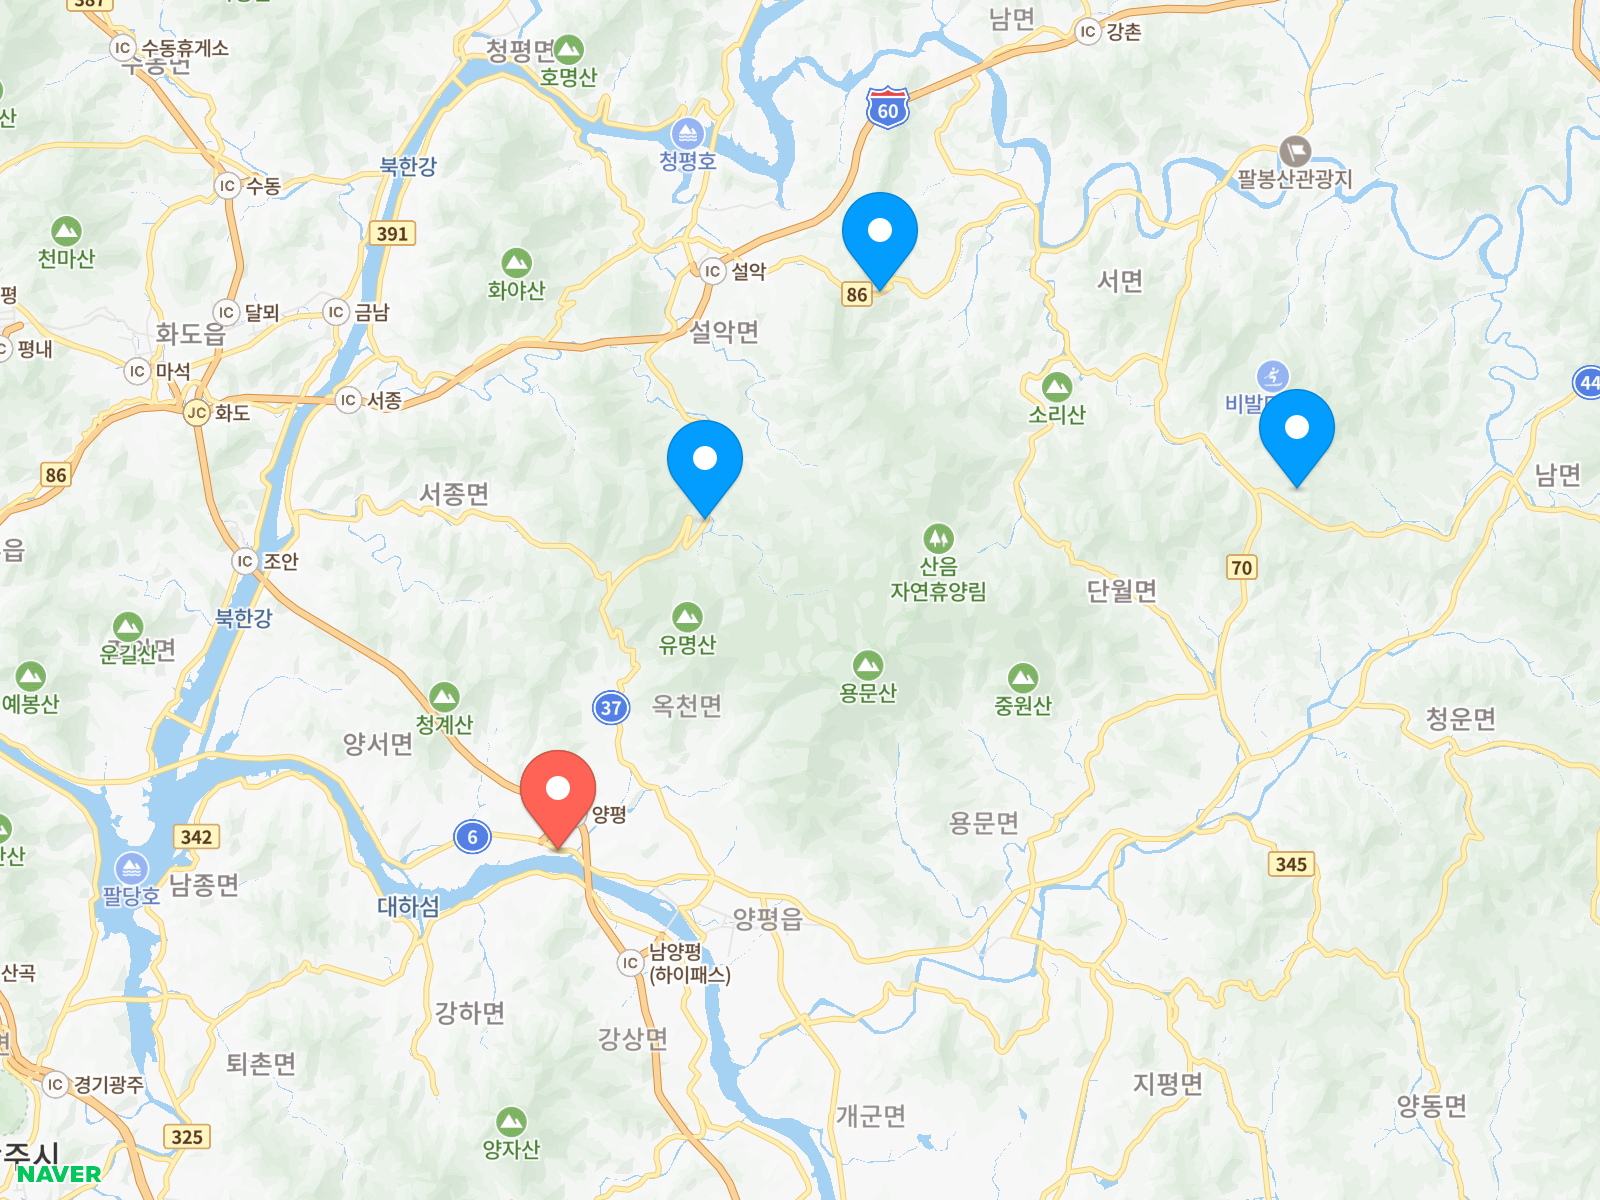 387
남면
IC 강촌
IC 수동휴게소
수동면
청평면
호명산
산
60
청평호
북한강
팔봉산관광지
IC 수동
391
천마산
화야산
IC 설악
서면
86
평
IC 달뫼
IC 금남
화도읍
설악면
평내
IC 마석
비발디
44
IC 서종
JC 화도
소리산
86
서종면
남면
읍
산음
자연휴양림
IC 조안
70
단월면
북한강
운길산
유명산
예봉산
용문산
중원산
청계산
37
옥천면
청운면
양서면
양평
6
342
용문면
345
산
팔당호
남종면
대하섬
양평읍
IC 남양평
(하이패스)
산곡
강하면
강상면
면
퇴촌면
IC 경기광주
지평면
양동면
개군면
325
양자산
주시
NAVER